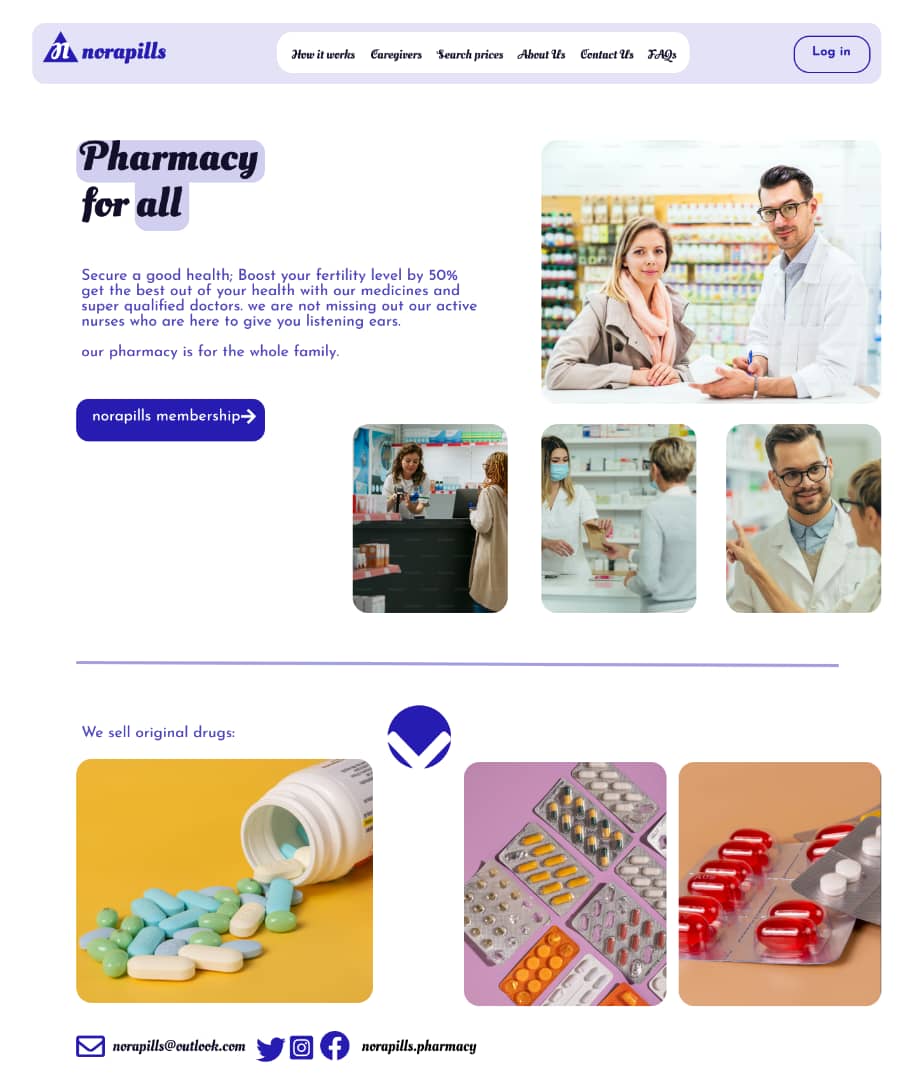 norapills
How it works Caregivers Search prices About Us Contact Us FAQs
Log in
Pharmacy
for all
Secure a good health; Boost your fertility level by 50%
get the best out of your health with our medicines and
super qualified doctors. we are not missing out our active
nurses who are here to give you listening ears.
our pharmacy is for the whole family.
norapills membership
We sell original drugs:
norapills@outlook.com norapills.pharmacy